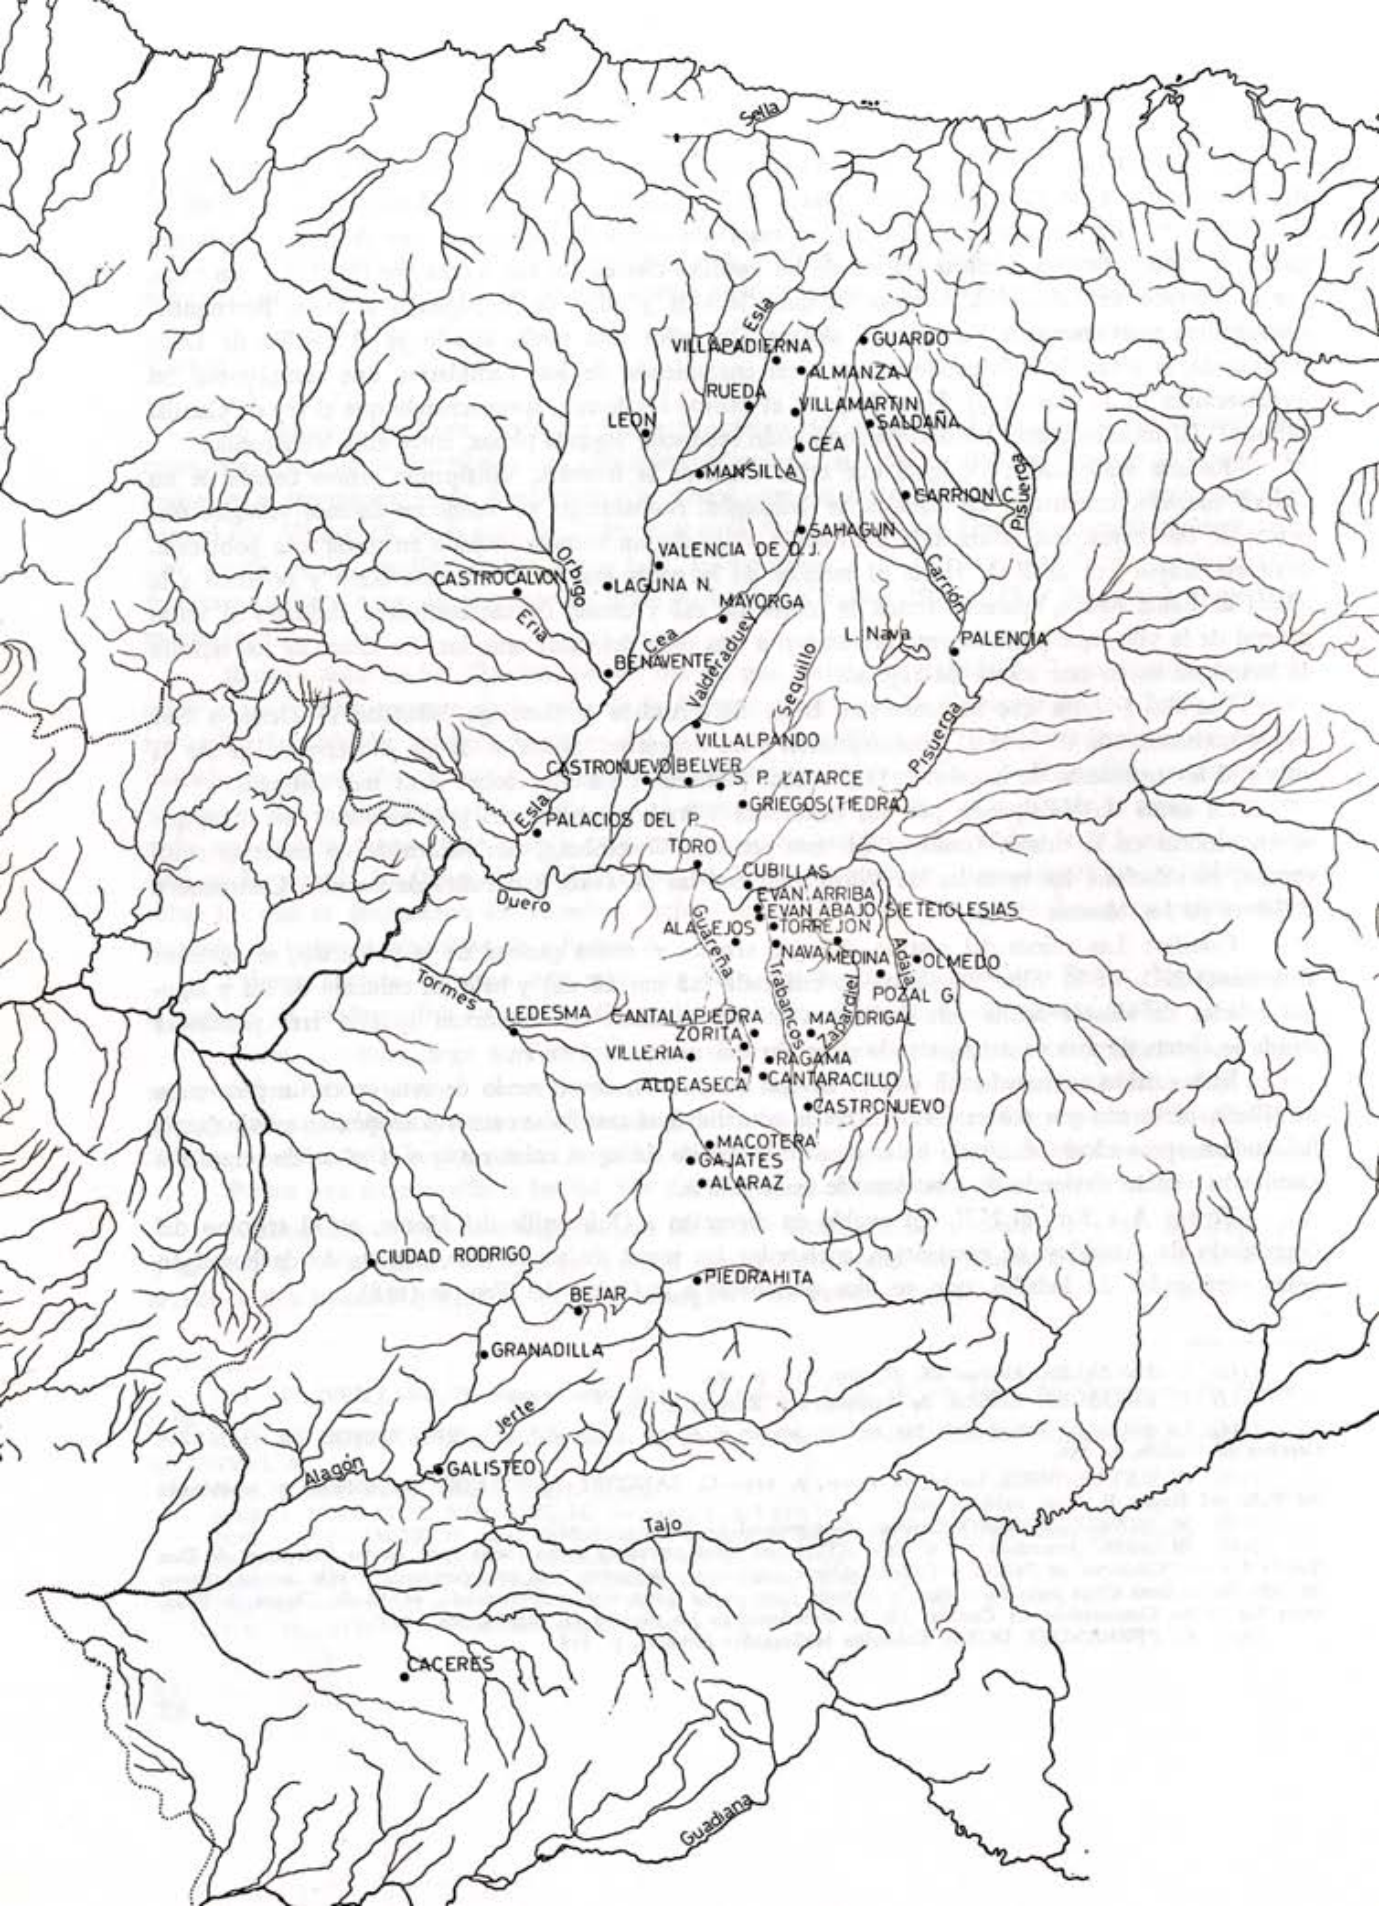 Sella
Esla
VILLAPADIERNA
GUARDO
ALMANZA
RUEDA
VILLAMARTIN
LEON
SALDAÑA
CEA
MANSILLA
Pisuerga
CARRION C.
SAHAGUN
VALENCIA DE D. J.
Orbigo
CASTROCALVON
LAGUNA N.
Carrión
MAYORGA
Eria
Cea
L. Nava
PALENCIA
BENAVENTE
Valderaduey
Sequillo
VILLALPANDO
Pisuerga
CASTRONUEVO
BELVER
S. P. LATARCE
GRIEGOS (TIEDRA)
Esla
PALACIOS DEL P.
TORO
CUBILLAS
Duero
EVAN. ARRIBA
EVAN ABAJO
SIETEIGLESIAS
Guareña
ALAEJOS
TORREJON
NAVA
MEDINA
Adaja
OLMEDO
Tormes
Trabancos
Zapardiel
POZAL G.
LEDESMA
CANTALAPIEDRA
MADRIGAL
ZORITA
VILLERIA
RAGAMA
ALDEASECA
CANTARACILLO
CASTRONUEVO
MACOTERA
GAJATES
ALARAZ
CIUDAD RODRIGO
PIEDRAHITA
BEJAR
GRANADILLA
Jerte
Alagón
GALISTEO
Tajo
CACERES
Guadiana